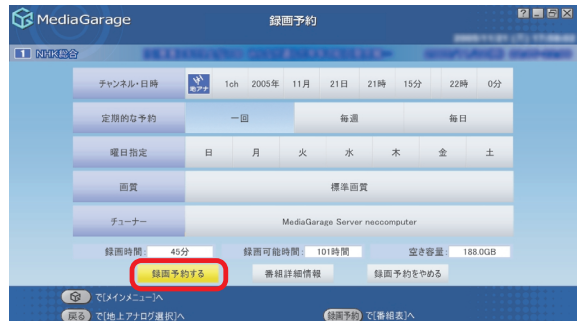 MediaGarage 録画予約
1 NHK総合
チャンネル・日時 地アナ 1ch 2005年 11月 21日 21時 15分 22時 0分
定期的な予約 一回 毎週 毎日
曜日指定 日 月 火 水 木 金 土
画質 標準画質
チューナー MediaGarage Server neccomputer
録画時間: 45分 録画可能時間: 101時間 空き容量: 188.0GB
録画予約する 番組詳細情報 録画予約をやめる
で[メインメニュー]へ
戻る で[地上アナログ選択]へ 録画予約 で[番組表]へ